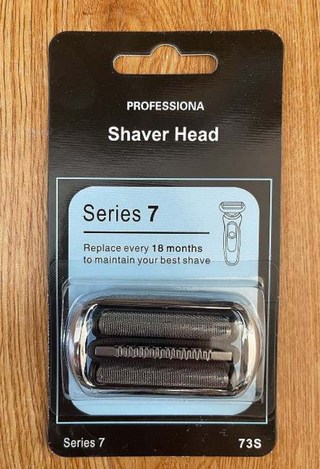 PROFESSIONA
Shaver Head
Series 7
Replace every 18 months
to maintain your best shave
Series 7
73S